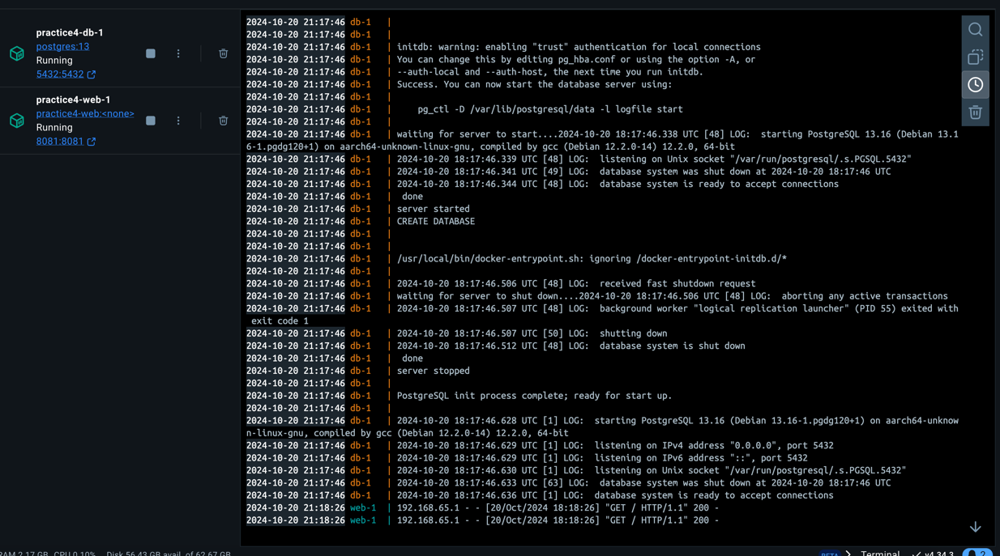 practice4-db-1
postgres:13
Running
5432:5432
practice4-web-1
practice4-web:<none>
Running
8081:8081
2024-10-20 21:17:46 db-1 |
2024-10-20 21:17:46 db-1 |
2024-10-20 21:17:46 db-1 | initdb: warning: enabling "trust" authentication for local connections
2024-10-20 21:17:46 db-1 | You can change this by editing pg_hba.conf or using the option -A, or
2024-10-20 21:17:46 db-1 | --auth-local and --auth-host, the next time you run initdb.
2024-10-20 21:17:46 db-1 | Success. You can now start the database server using:
2024-10-20 21:17:46 db-1 |
2024-10-20 21:17:46 db-1 | pg_ctl -D /var/lib/postgresql/data -l logfile start
2024-10-20 21:17:46 db-1 |
2024-10-20 21:17:46 db-1 | waiting for server to start....2024-10-20 18:17:46.338 UTC [48] LOG: starting PostgreSQL 13.16 (Debian 13.1
6-1.pgdg120+1) on aarch64-unknown-linux-gnu, compiled by gcc (Debian 12.2.0-14) 12.2.0, 64-bit
2024-10-20 21:17:46 db-1 | 2024-10-20 18:17:46.339 UTC [48] LOG: listening on Unix socket "/var/run/postgresql/.s.PGSQL.5432"
2024-10-20 21:17:46 db-1 | 2024-10-20 18:17:46.341 UTC [49] LOG: database system was shut down at 2024-10-20 18:17:46 UTC
2024-10-20 21:17:46 db-1 | 2024-10-20 18:17:46.344 UTC [48] LOG: database system is ready to accept connections
2024-10-20 21:17:46 db-1 | done
2024-10-20 21:17:46 db-1 | server started
2024-10-20 21:17:46 db-1 | CREATE DATABASE
2024-10-20 21:17:46 db-1 |
2024-10-20 21:17:46 db-1 |
2024-10-20 21:17:46 db-1 | /usr/local/bin/docker-entrypoint.sh: ignoring /docker-entrypoint-initdb.d/*
2024-10-20 21:17:46 db-1 |
2024-10-20 21:17:46 db-1 | 2024-10-20 18:17:46.506 UTC [48] LOG: received fast shutdown request
2024-10-20 21:17:46 db-1 | waiting for server to shut down....2024-10-20 18:17:46.506 UTC [48] LOG: aborting any active transactions
2024-10-20 21:17:46 db-1 | 2024-10-20 18:17:46.507 UTC [48] LOG: background worker "logical replication launcher" (PID 55) exited with
exit code 1
2024-10-20 21:17:46 db-1 | 2024-10-20 18:17:46.507 UTC [50] LOG: shutting down
2024-10-20 21:17:46 db-1 | 2024-10-20 18:17:46.512 UTC [48] LOG: database system is shut down
2024-10-20 21:17:46 db-1 | done
2024-10-20 21:17:46 db-1 | server stopped
2024-10-20 21:17:46 db-1 |
2024-10-20 21:17:46 db-1 | PostgreSQL init process complete; ready for start up.
2024-10-20 21:17:46 db-1 |
2024-10-20 21:17:46 db-1 | 2024-10-20 18:17:46.628 UTC [1] LOG: starting PostgreSQL 13.16 (Debian 13.16-1.pgdg120+1) on aarch64-unknow
n-linux-gnu, compiled by gcc (Debian 12.2.0-14) 12.2.0, 64-bit
2024-10-20 21:17:46 db-1 | 2024-10-20 18:17:46.629 UTC [1] LOG: listening on IPv4 address "0.0.0.0", port 5432
2024-10-20 21:17:46 db-1 | 2024-10-20 18:17:46.629 UTC [1] LOG: listening on IPv6 address "::", port 5432
2024-10-20 21:17:46 db-1 | 2024-10-20 18:17:46.630 UTC [1] LOG: listening on Unix socket "/var/run/postgresql/.s.PGSQL.5432"
2024-10-20 21:17:46 db-1 | 2024-10-20 18:17:46.633 UTC [63] LOG: database system was shut down at 2024-10-20 18:17:46 UTC
2024-10-20 21:17:46 db-1 | 2024-10-20 18:17:46.636 UTC [1] LOG: database system is ready to accept connections
2024-10-20 21:18:26 web-1 | 192.168.65.1 - - [20/Oct/2024 18:18:26] "GET / HTTP/1.1" 200 -
2024-10-20 21:18:26 web-1 | 192.168.65.1 - - [20/Oct/2024 18:18:26] "GET / HTTP/1.1" 200 -
RAM 2.17 GB CPU 0.10% Disk 56.43 GB avail. of 62.67 GB BETA Terminal v4.34.3 2